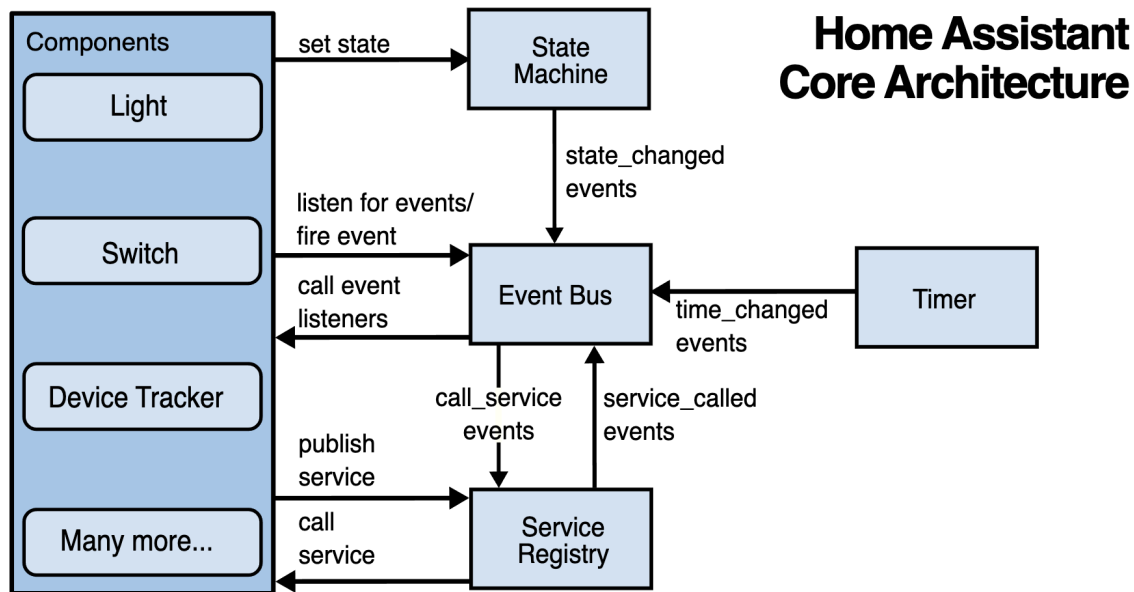 Home Assistant
Core Architecture
Components
Light
Switch
Device Tracker
Many more...
set state
State
Machine
state_changed
events
listen for events/
fire event
call event
listeners
Event Bus
time_changed
events
Timer
call_service
events
service_called
events
publish
service
call
service
Service
Registry